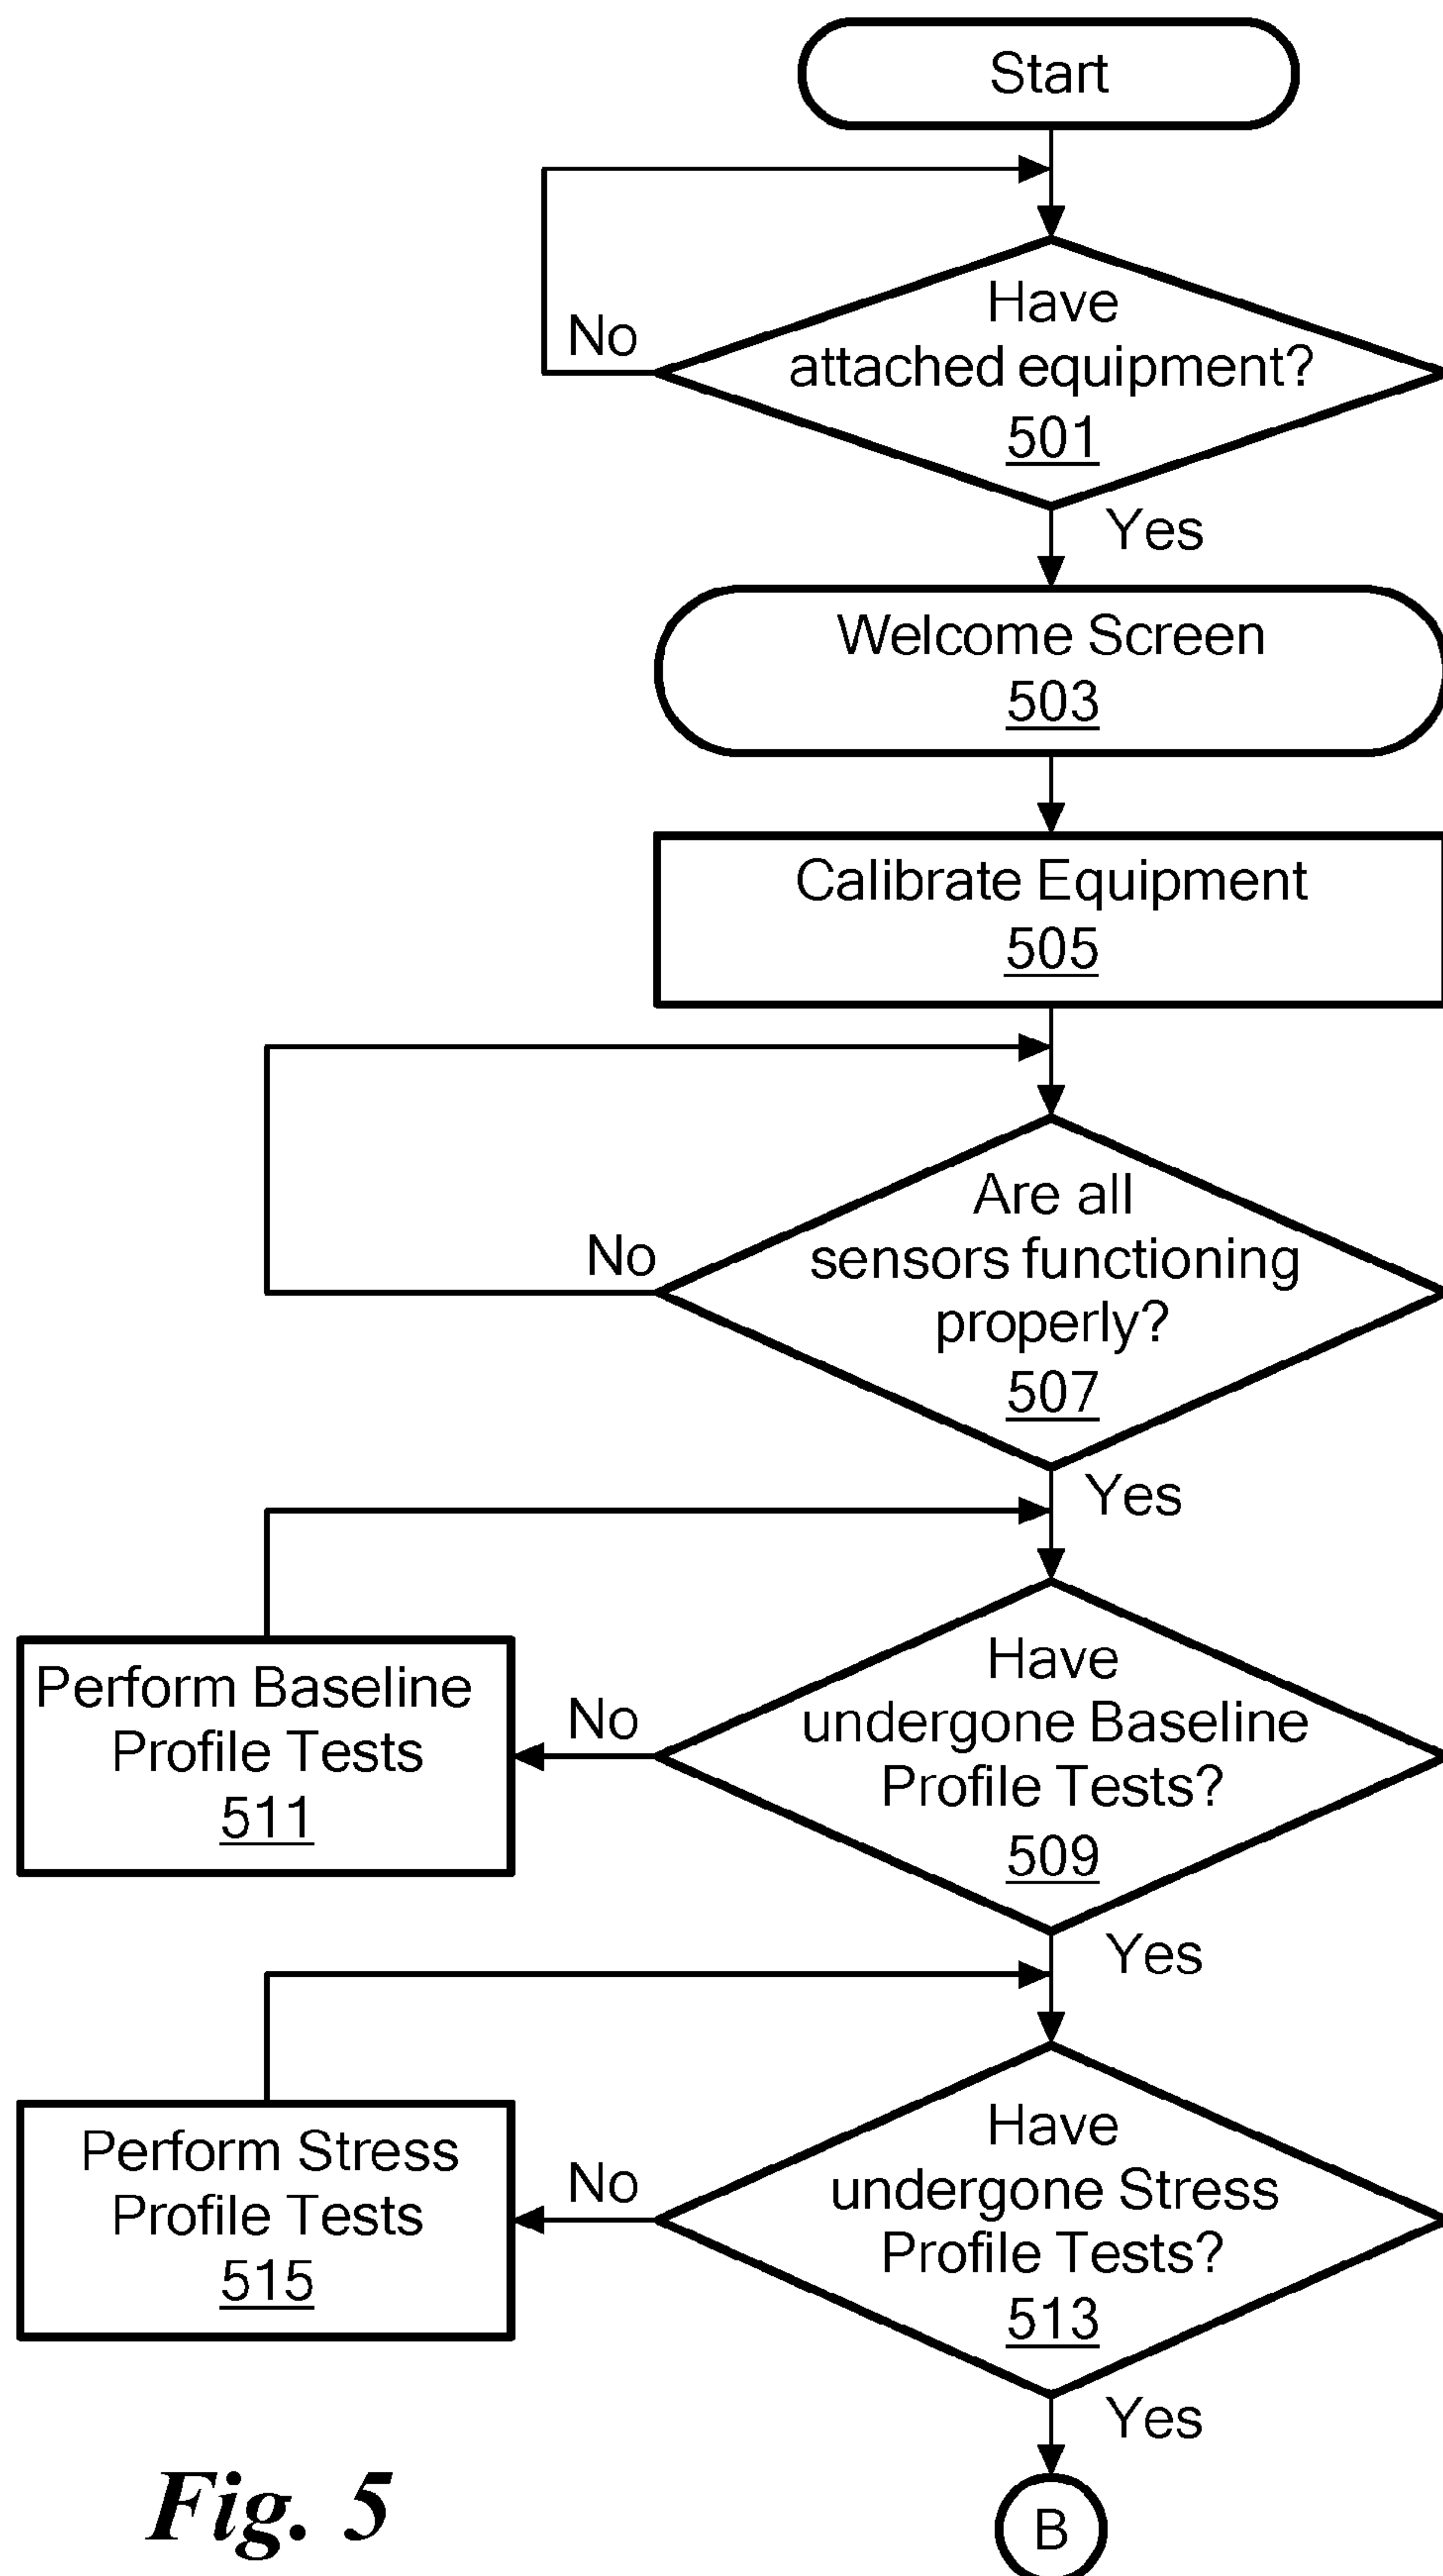 Start
Have
attached equipment?
501
No
Yes
Welcome Screen
503
Calibrate Equipment
505
Are all
sensors functioning
properly?
507
No
Yes
Have
undergone Baseline
Profile Tests?
509
No
Perform Baseline
Profile Tests
511
Yes
Have
undergone Stress
Profile Tests?
513
No
Perform Stress
Profile Tests
515
Yes
B
Fig. 5